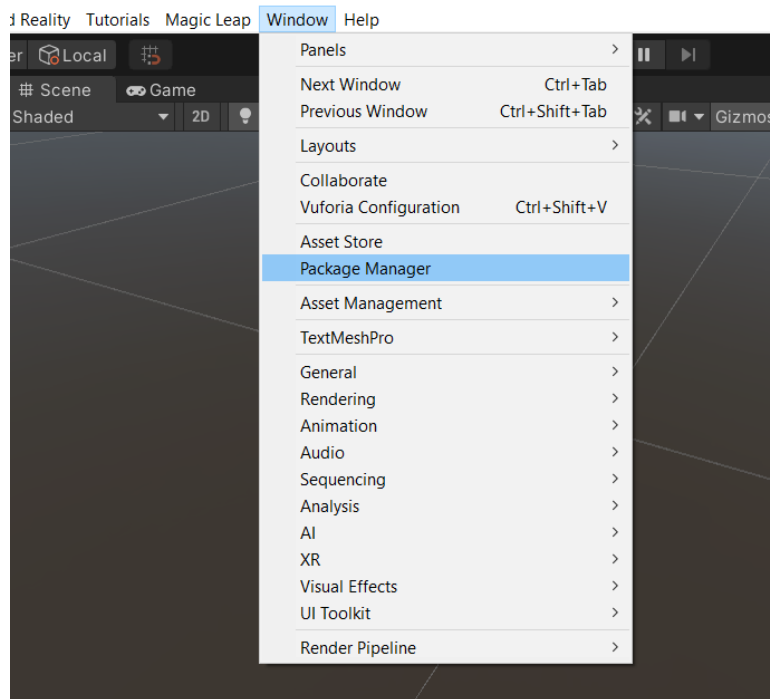 d Reality Tutorials Magic Leap Window Help
er Local
Scene Game
Shaded 2D Gizmos
Panels
Next Window Ctrl+Tab
Previous Window Ctrl+Shift+Tab
Layouts
Collaborate
Vuforia Configuration Ctrl+Shift+V
Asset Store
Package Manager
Asset Management
TextMeshPro
General
Rendering
Animation
Audio
Sequencing
Analysis
AI
XR
Visual Effects
UI Toolkit
Render Pipeline